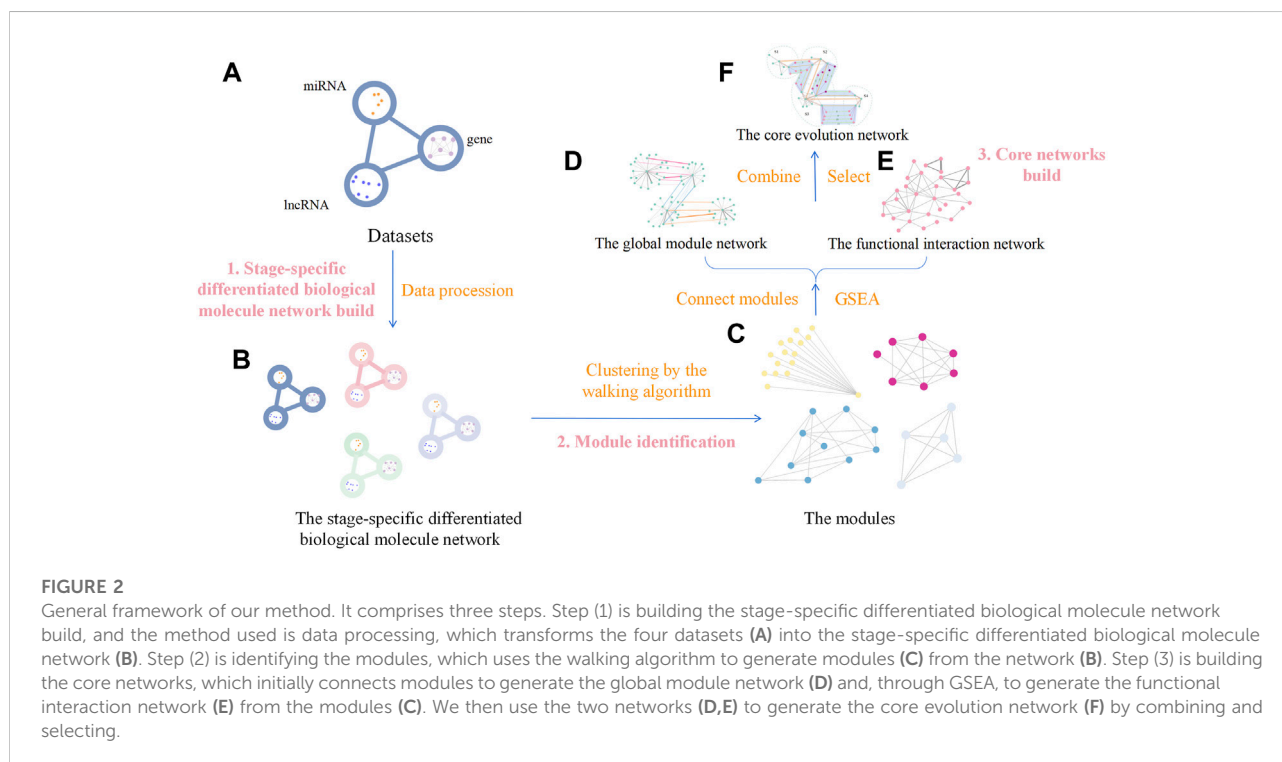 A
miRNA
gene
lncRNA
Datasets
1. Stage-specific
differentiated biological
molecule network build
Data procession
B
The stage-specific differentiated
biological molecule network
Clustering by the
walking algorithm
2. Module identification
C
The modules
Connect modules
GSEA
D
The global module network
E
The functional interaction network
3. Core networks
build
Combine
Select
F
The core evolution network
FIGURE 2
General framework of our method. It comprises three steps. Step (1) is building the stage-specific differentiated biological molecule network
build, and the method used is data processing, which transforms the four datasets (A) into the stage-specific differentiated biological molecule
network (B). Step (2) is identifying the modules, which uses the walking algorithm to generate modules (C) from the network (B). Step (3) is building
the core networks, which initially connects modules to generate the global module network (D) and, through GSEA, to generate the functional
interaction network (E) from the modules (C). We then use the two networks (D,E) to generate the core evolution network (F) by combining and
selecting.